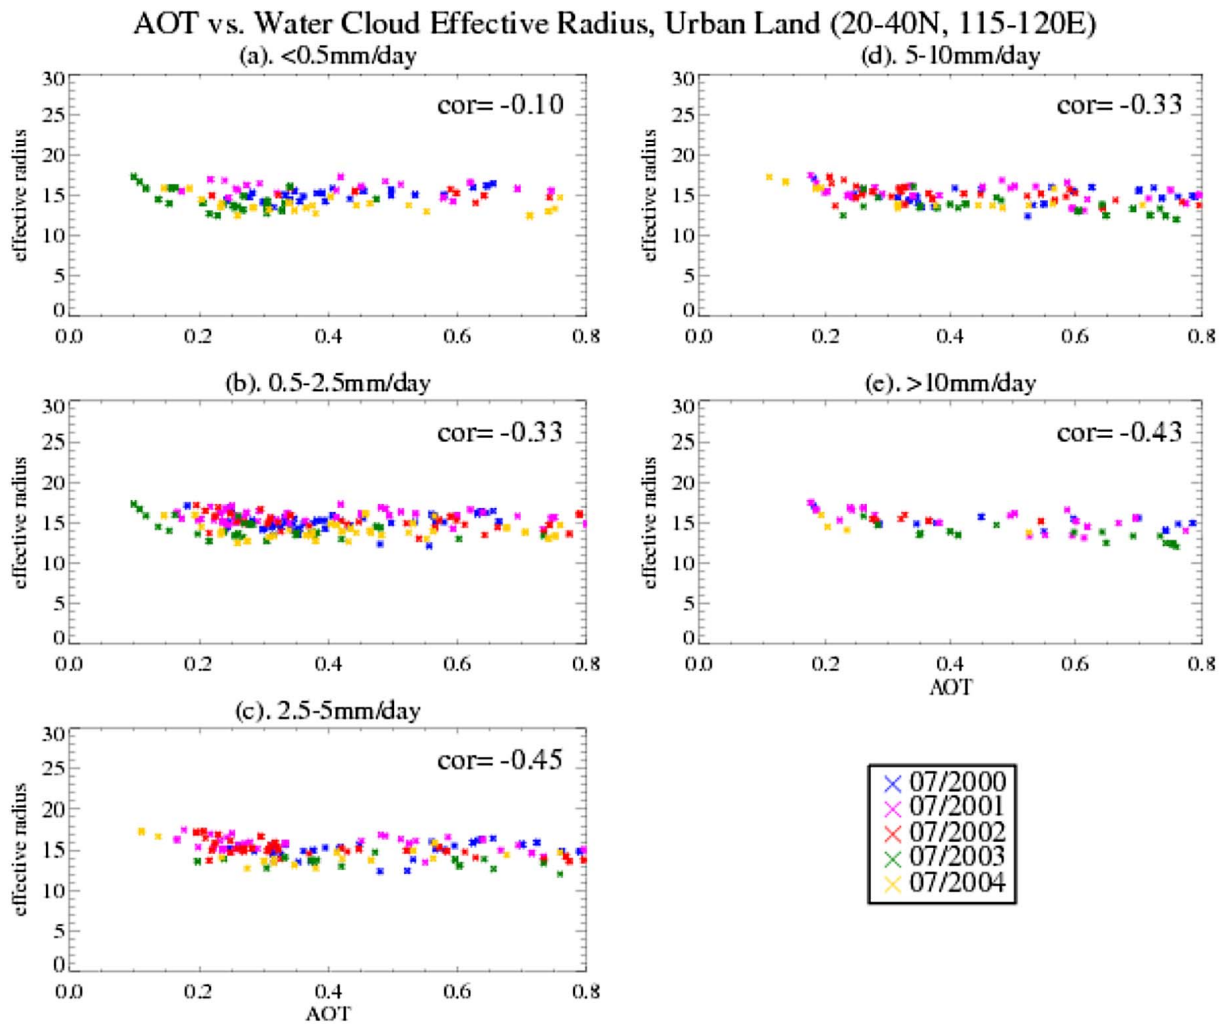 AOT vs. Water Cloud Effective Radius, Urban Land (20-40N, 115-120E)
(a). <0.5mm/day
cor= -0.10
effective radius
30
25
20
15
10
5
0
0.0 0.2 0.4 0.6 0.8
(d). 5-10mm/day
cor= -0.33
effective radius
30
25
20
15
10
5
0
0.0 0.2 0.4 0.6 0.8
(b). 0.5-2.5mm/day
cor= -0.33
effective radius
30
25
20
15
10
5
0
0.0 0.2 0.4 0.6 0.8
(e). >10mm/day
cor= -0.43
effective radius
30
25
20
15
10
5
0
0.0 0.2 0.4 0.6 0.8
AOT
(c). 2.5-5mm/day
cor= -0.45
effective radius
30
25
20
15
10
5
0
0.0 0.2 0.4 0.6 0.8
AOT
07/2000
07/2001
07/2002
07/2003
07/2004